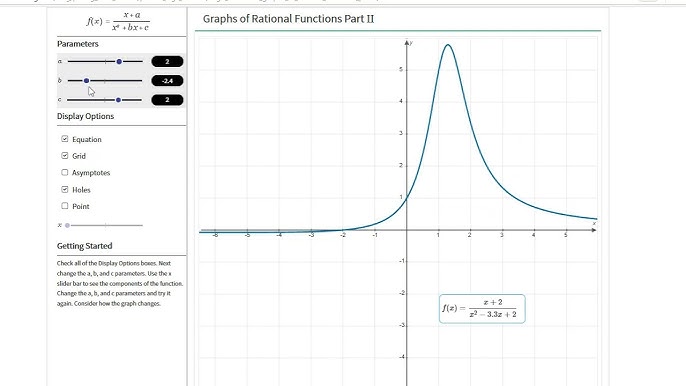 Graphs of Rational Functions Part II
f(x) = (x + a)/(x² + bx + c)
Parameters
a 2
b -2.4
c 2
Display Options
Equation
Grid
Asymptotes
Holes
Point
x
Getting Started
Check all of the Display Options boxes. Next
change the a, b, and c parameters. Use the x
slider bar to see the components of the function.
Change the a, b, and c parameters and try it
again. Consider how the graph changes.
y
5
4
3
2
1
-6 -5 -4 -3 -2 -1 1 2 3 4 5 x
-1
-2
-3
-4
f(x) = (x + 2)/(x² − 3.3x + 2)